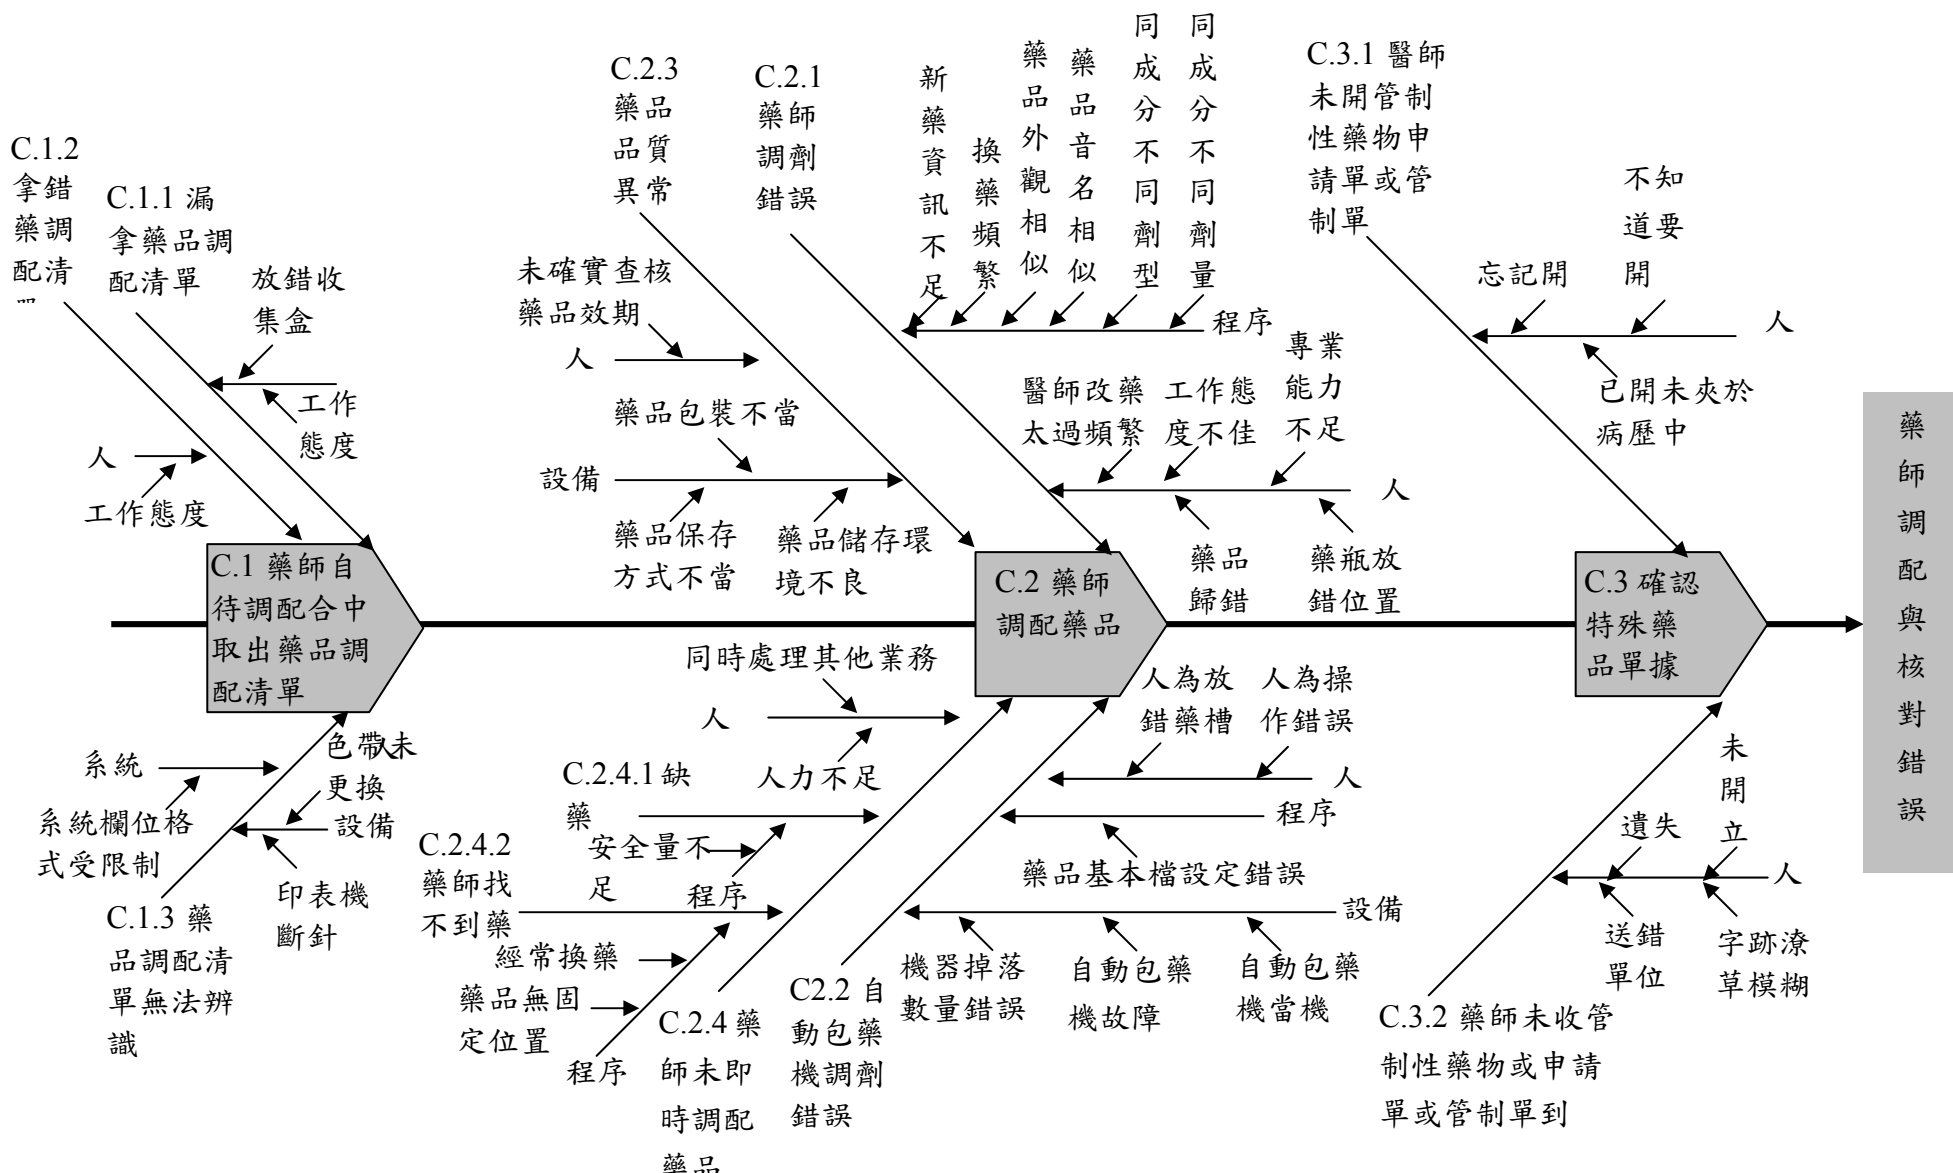 C.1.2
拿錯
藥調
配清
C.1.1 漏
拿藥品調
配清單
放錯收
集盒
工作
態度
人
工作態度
C.1 藥師自
待調配合中
取出藥品調
配清單
系統
系統欄位格
式受限制
色帶未
更換
設備
印表機
斷針
C.1.3 藥
品調配清
單無法辨
識
C.2.3
藥品
品質
異常
未確實查核
藥品效期
人
藥品包裝不當
設備
藥品保存
方式不當
藥品儲存環
境不良
C.2.1
藥師
調劑
錯誤
新藥資訊不足
換藥頻繁
藥品外觀相似
藥品音名相似
同成分不同劑型
同成分不同劑量
程序
醫師改藥
太過頻繁
工作態
度不佳
專業
能力
不足
人
藥品
歸錯
藥瓶放
錯位置
C.2 藥師
調配藥品
同時處理其他業務
人
人力不足
C.2.4.1 缺
藥
安全量不
足
程序
C.2.4.2
藥師找
不到藥
經常換藥
藥品無固
定位置
程序
C.2.4 藥
師未即
時調配
藥品
人為放
錯藥槽
人為操
作錯誤
人
程序
藥品基本檔設定錯誤
設備
機器掉落
數量錯誤
自動包藥
機故障
自動包藥
機當機
C2.2 自
動包藥
機調劑
錯誤
C.3.1 醫師
未開管制
性藥物申
請單或管
制單
忘記開
不知
道要
開
人
已開未夾於
病歷中
C.3 確認
特殊藥
品單據
未開立
遺失
人
送錯
單位
字跡潦
草模糊
C.3.2 藥師未收管
制性藥物或申請
單或管制單到
藥師調配與核對錯誤